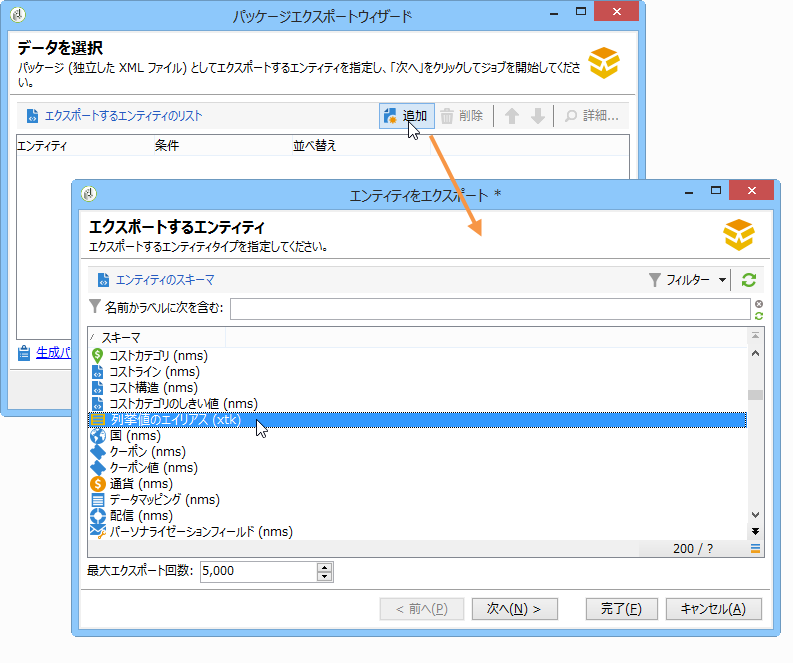 パッケージエクスポートウィザード
データを選択
パッケージ (独立した XML ファイル) としてエクスポートするエンティティを指定し、「次へ」をクリックしてジョブを開始してくださ
い。
エクスポートするエンティティのリスト 追加 削除 詳細...
エンティティ 条件 並べ替え
生成パ
エンティティをエクスポート *
エクスポートするエンティティ
エクスポートするエンティティタイプを指定してください。
エンティティのスキーマ フィルター
名前かラベルに次を含む:
スキーマ
コストカテゴリ (nms)
コストライン (nms)
コスト構造 (nms)
コストカテゴリのしきい値 (nms)
列挙値のエイリアス (xtk)
国 (nms)
クーポン (nms)
クーポン値 (nms)
通貨 (nms)
データマッピング (nms)
配信 (nms)
パーソナライゼーションフィールド (nms)
200 / ?
最大エクスポート回数: 5,000
< 前へ(P) 次へ(N) > 完了(F) キャンセル(A)